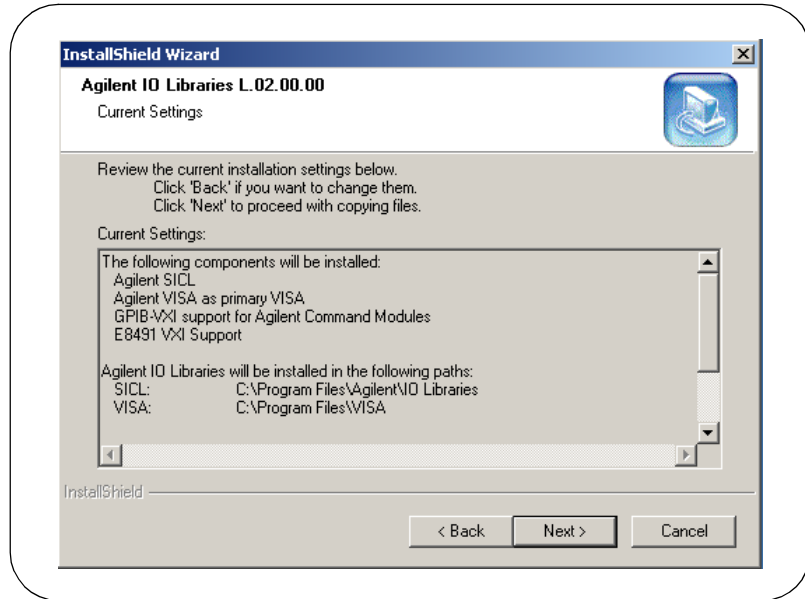 InstallShield Wizard
Agilent IO Libraries L.02.00.00
Current Settings
Review the current installation settings below.
Click 'Back' if you want to change them.
Click 'Next' to proceed with copying files.
Current Settings:
The following components will be installed:
Agilent SICL
Agilent VISA as primary VISA
GPIB-VXI support for Agilent Command Modules
E8491 VXI Support
Agilent IO Libraries will be installed in the following paths:
SICL: C:\Program Files\Agilent\IO Libraries
VISA: C:\Program Files\VISA
InstallShield
< Back Next > Cancel